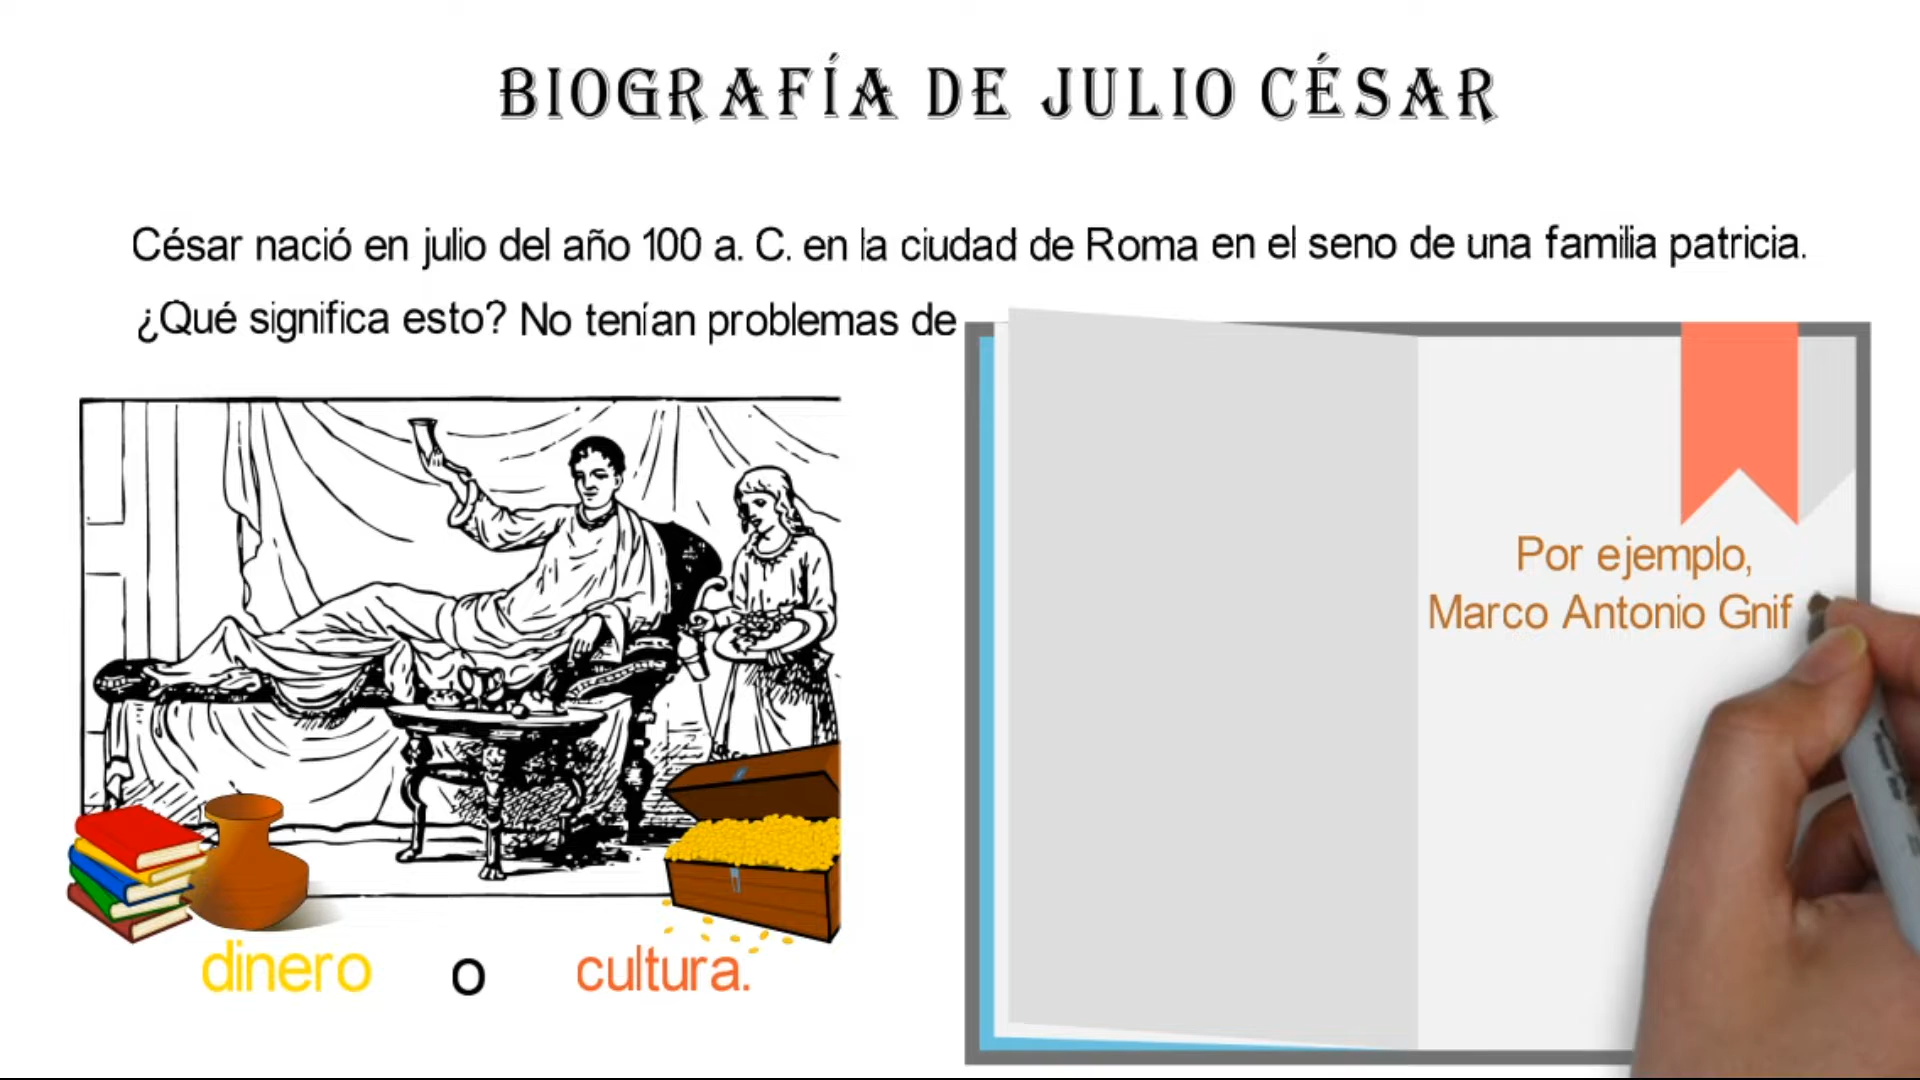 BIOGRAFÍA DE JULIO CÉSAR
César nació en julio del año 100 a. C. en la ciudad de Roma en el seno de una familia patricia.
¿Qué significa esto? No tenían problemas de
dinero o cultura.
Por ejemplo,
Marco Antonio Gnif